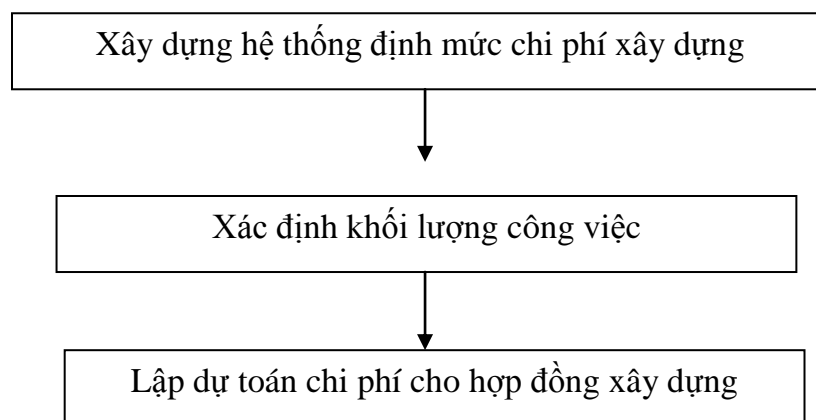 Xây dựng hệ thống định mức chi phí xây dựng
Xác định khối lượng công việc
Lập dự toán chi phí cho hợp đồng xây dựng